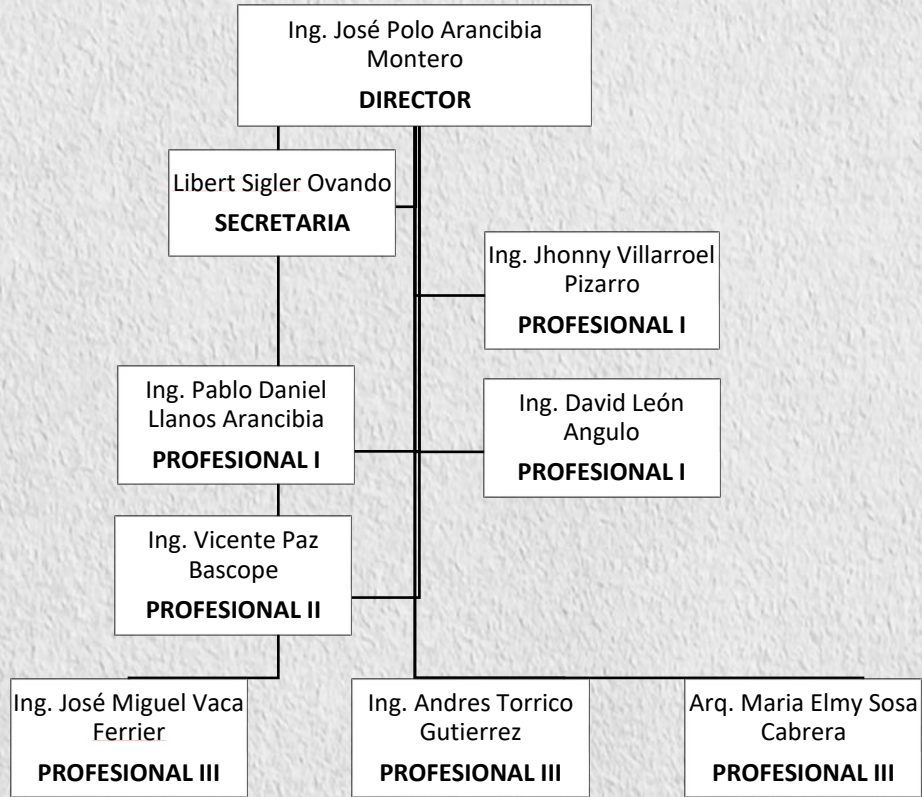 Ing. José Polo Arancibia
Montero
DIRECTOR
Libert Sigler Ovando
SECRETARIA
Ing. Jhonny Villarroel
Pizarro
PROFESIONAL I
Ing. Pablo Daniel
Llanos Arancibia
PROFESIONAL I
Ing. David León
Angulo
PROFESIONAL I
Ing. Vicente Paz
Bascope
PROFESIONAL II
Ing. José Miguel Vaca
Ferrier
PROFESIONAL III
Ing. Andres Torrico
Gutierrez
PROFESIONAL III
Arq. Maria Elmy Sosa
Cabrera
PROFESIONAL III